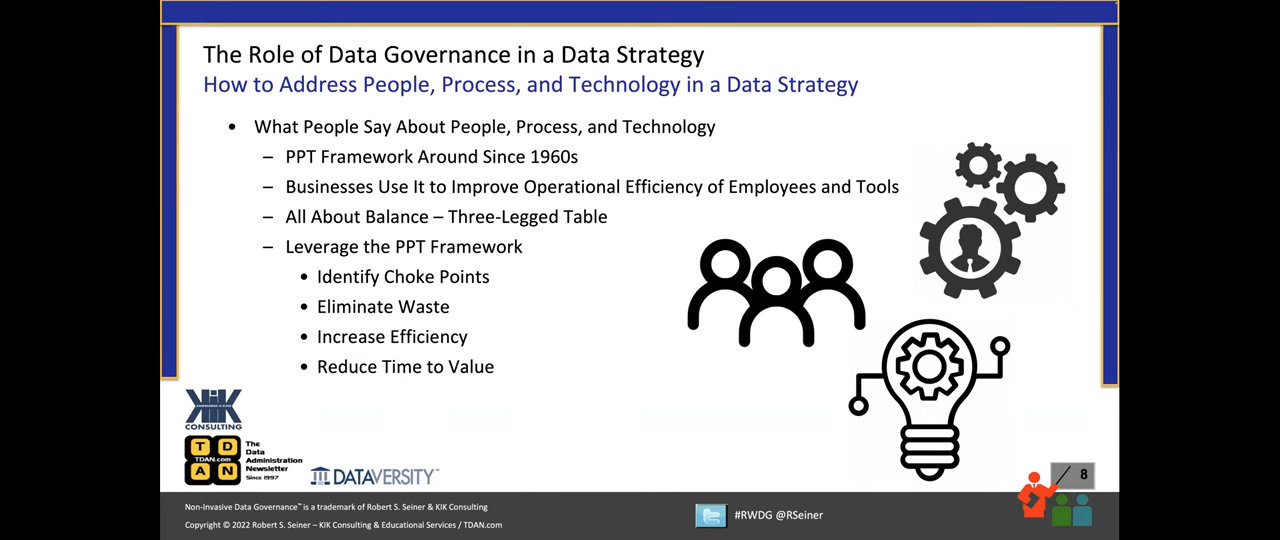 The Role of Data Governance in a Data Strategy
How to Address People, Process, and Technology in a Data Strategy
• What People Say About People, Process, and Technology
– PPT Framework Around Since 1960s
– Businesses Use It to Improve Operational Efficiency of Employees and Tools
– All About Balance – Three-Legged Table
– Leverage the PPT Framework
• Identify Choke Points
• Eliminate Waste
• Increase Efficiency
• Reduce Time to Value
KIK
CONSULTING
T D
TDAN.com
A N
The
Data
Administration
Newsletter
Since 1997
DATAVERSITY™
/ 8
Non-Invasive Data Governance™ is a trademark of Robert S. Seiner & KIK Consulting
Copyright © 2022 Robert S. Seiner – KIK Consulting & Educational Services / TDAN.com
#RWDG @RSeiner